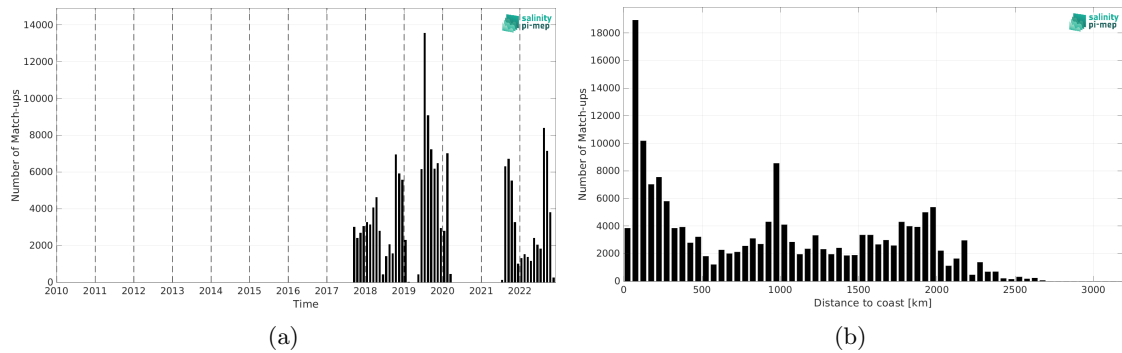 salinity
pi-mep
14000
12000
10000
8000
6000
4000
2000
0
Number of Match-ups
2010 2011 2012 2013 2014 2015 2016 2017 2018 2019 2020 2021 2022
Time
(a)
salinity
pi-mep
18000
16000
14000
12000
10000
8000
6000
4000
2000
0
Number of Match-ups
0 500 1000 1500 2000 2500 3000
Distance to coast [km]
(b)